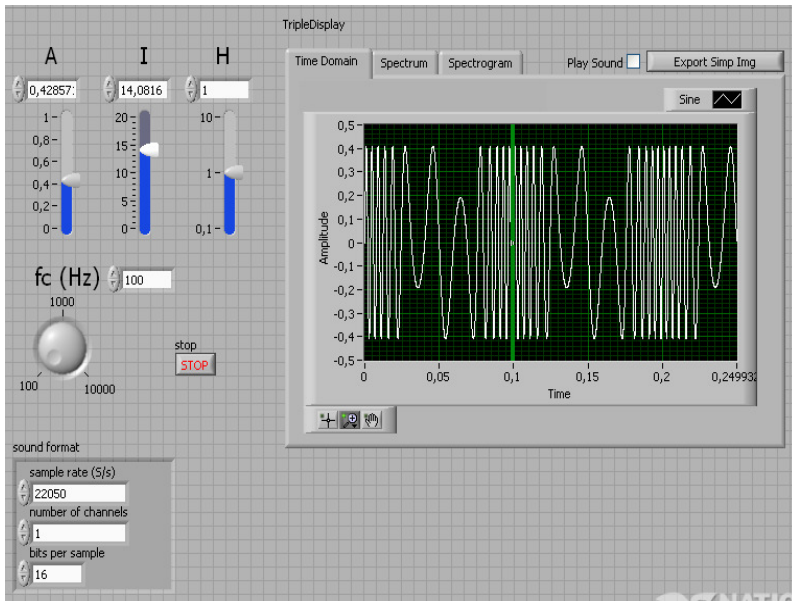 TripleDisplay
A I H
Time Domain Spectrum Spectrogram Play Sound Export Simp Img
0,42857: 14,0816 1
Sine
1
0,8
0,6
0,4
0,2
0
20
15
10
5
0
10
1
0,1
Amplitude
0,5
0,4
0,3
0,2
0,1
0
-0,1
-0,2
-0,3
-0,4
-0,5
0 0,05 0,1 0,15 0,2 0,249932
Time
fc (Hz) 100
1000
100 10000
stop
STOP
sound format
sample rate (S/s)
22050
number of channels
1
bits per sample
16
NATIO